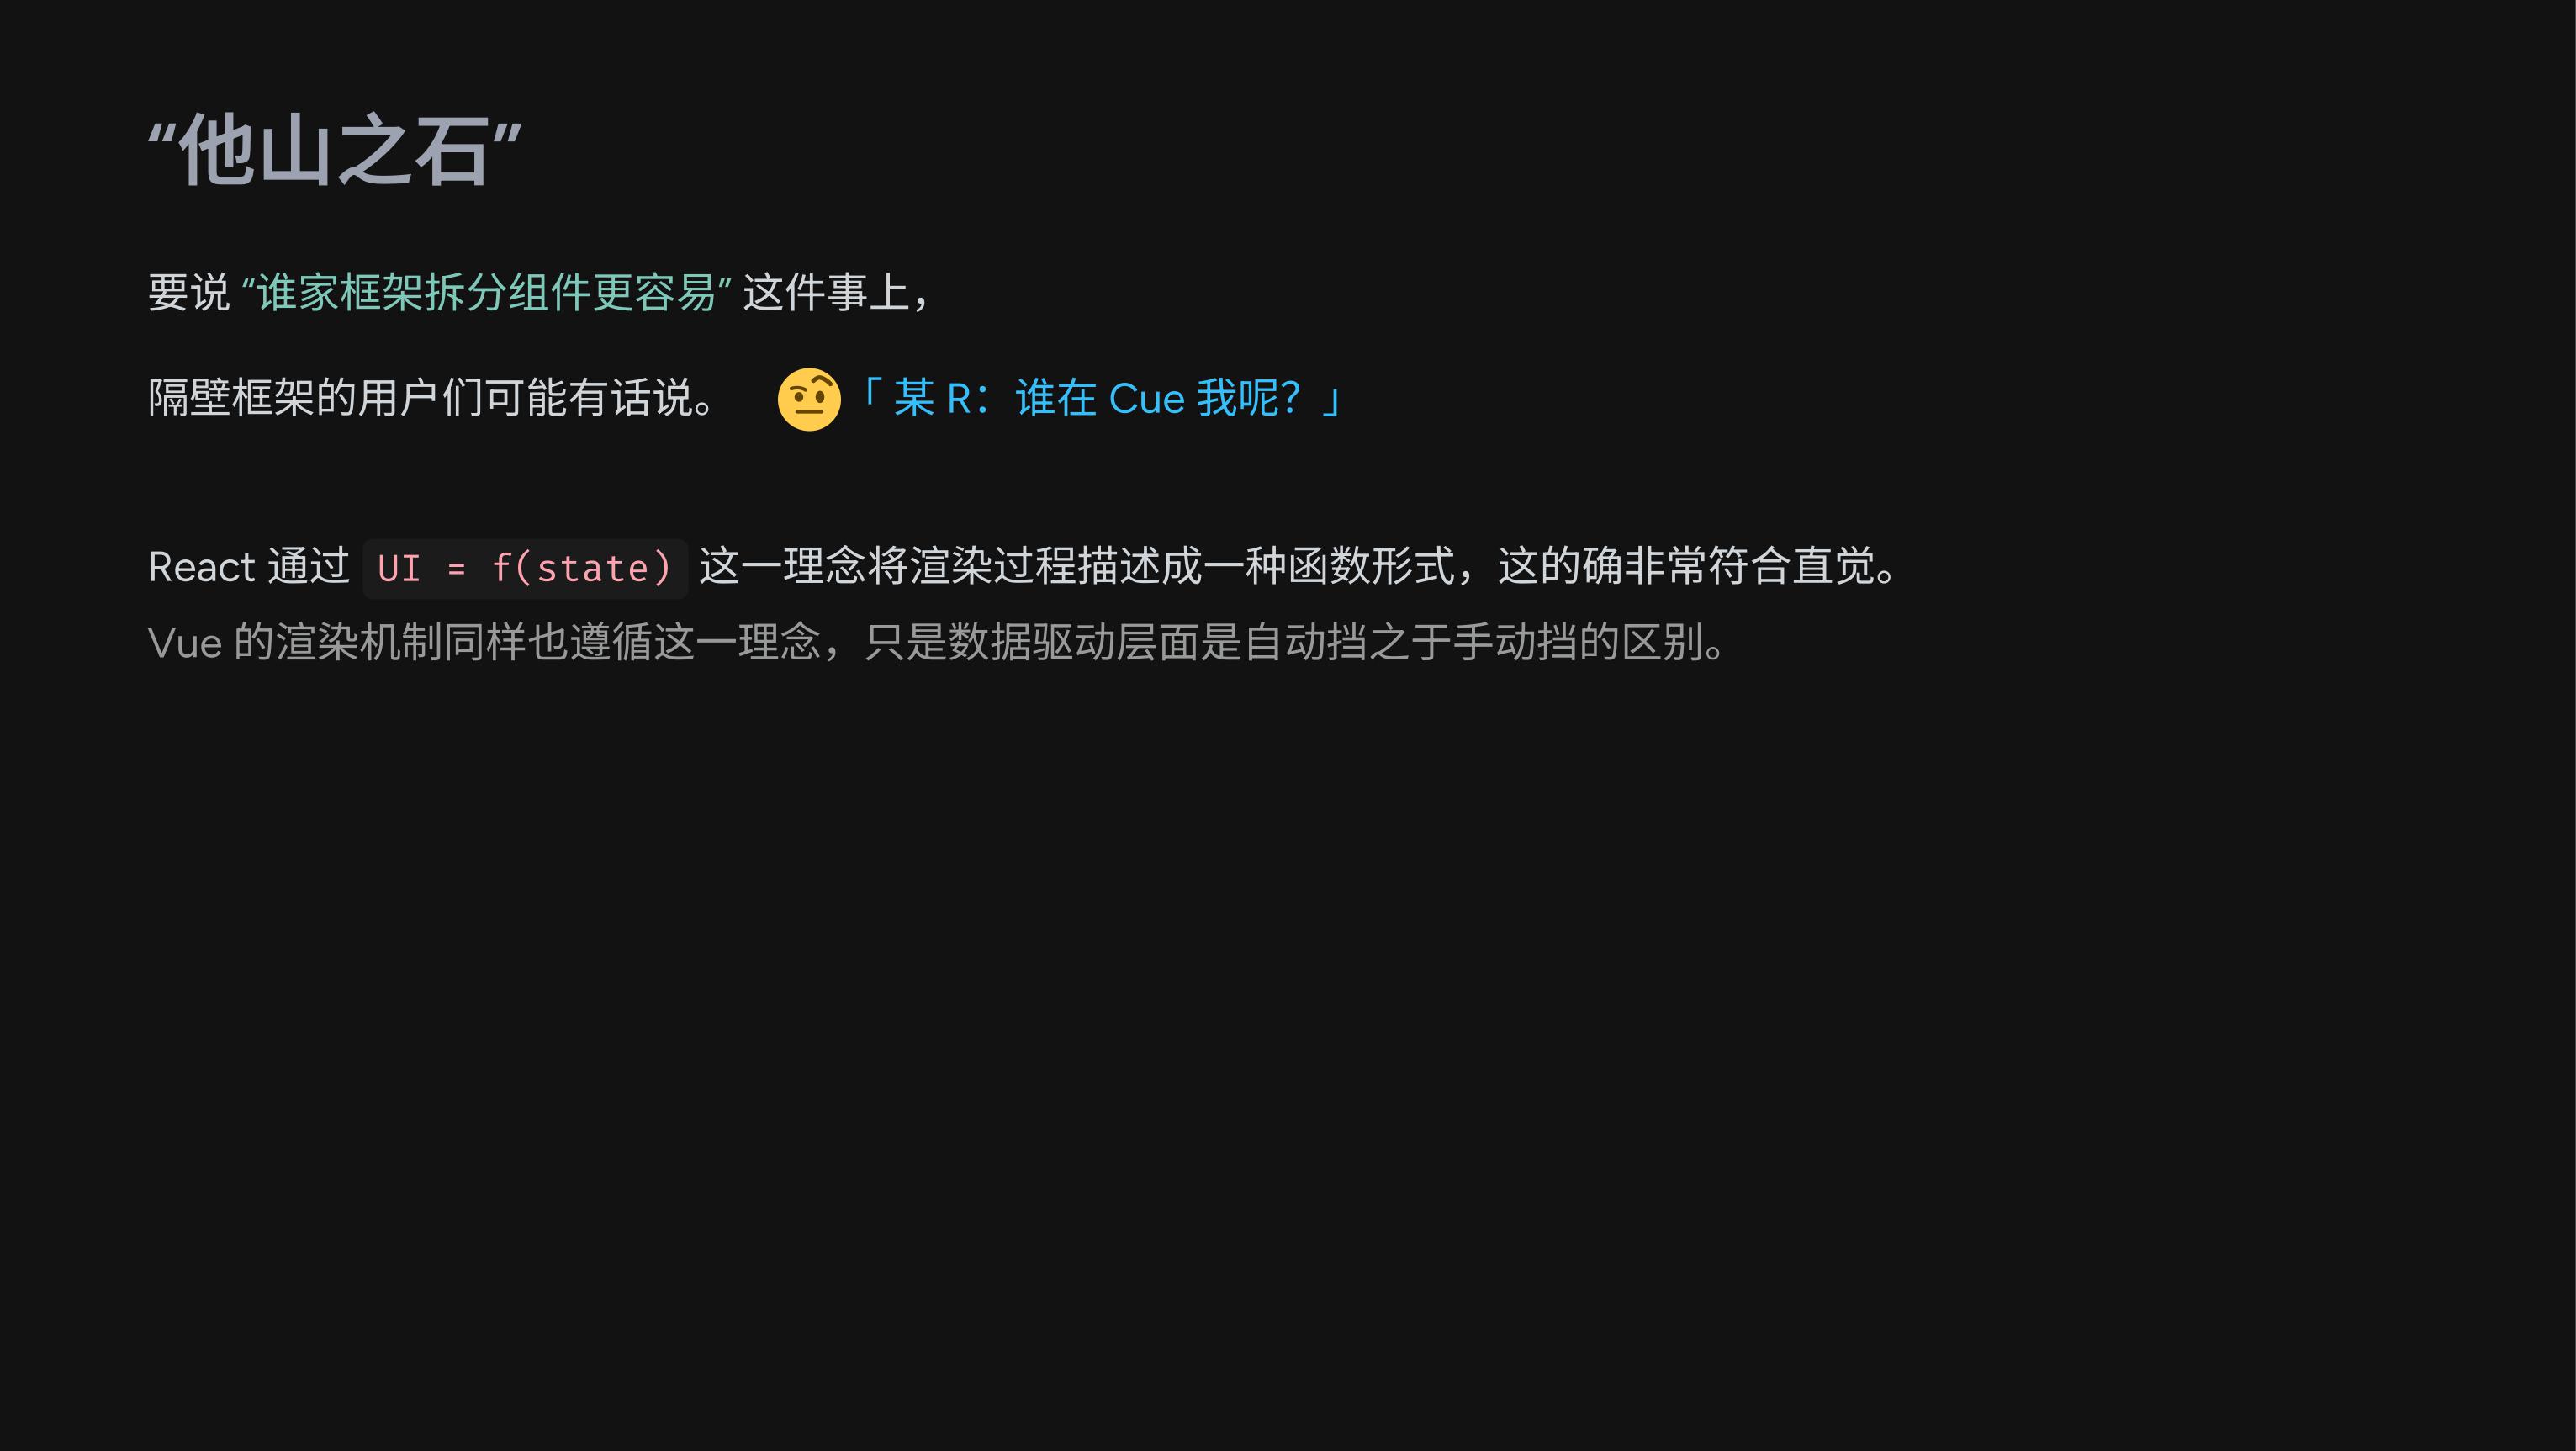 “他山之石”
要说 “谁家框架拆分组件更容易” 这件事上，
隔壁框架的用户们可能有话说。 🤨「 某 R：谁在 Cue 我呢？」
React 通过 UI = f(state) 这一理念将渲染过程描述成一种函数形式，这的确非常符合直觉。
Vue 的渲染机制同样也遵循这一理念，只是数据驱动层面是自动挡之于手动挡的区别。